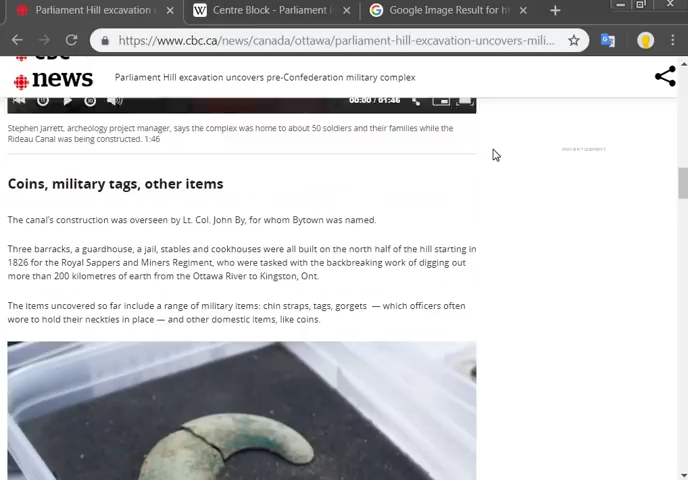 Parliament Hill excavation
Centre Block - Parliament
Google Image Result for ht
https://www.cbc.ca/news/canada/ottawa/parliament-hill-excavation-uncovers-mili...
cbc
news
Parliament Hill excavation uncovers pre-Confederation military complex
00:00 / 01:46
Stephen Jarrett, archeology project manager, says the complex was home to about 50 soldiers and their families while the
Rideau Canal was being constructed. 1:46
ADVERTISEMENT
Coins, military tags, other items
The canal's construction was overseen by Lt. Col. John By, for whom Bytown was named.
Three barracks, a guardhouse, a jail, stables and cookhouses were all built on the north half of the hill starting in
1826 for the Royal Sappers and Miners Regiment, who were tasked with the backbreaking work of digging out
more than 200 kilometres of earth from the Ottawa River to Kingston, Ont.
The items uncovered so far include a range of military items: chin straps, tags, gorgets — which officers often
wore to hold their neckties in place — and other domestic items, like coins.